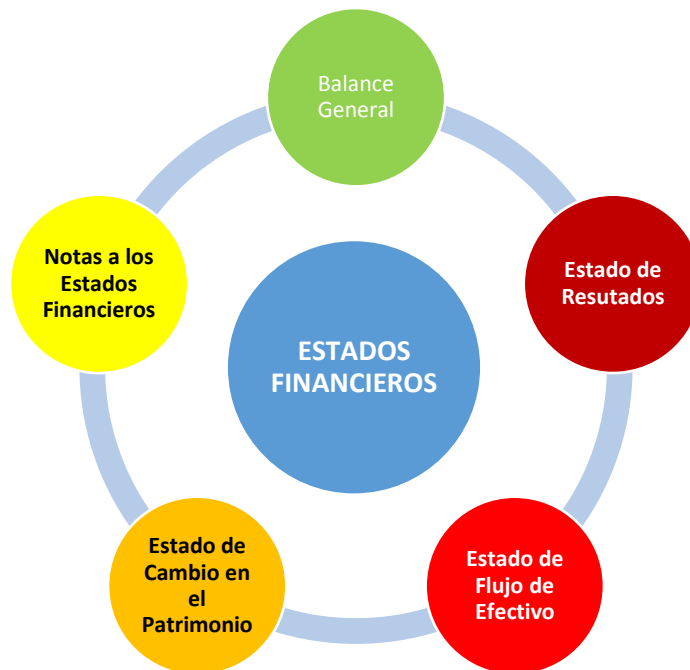 Balance
General
Estado de
Resutados
Estado de
Flujo de
Efectivo
Estado de
Cambio en
el
Patrimonio
Notas a los
Estados
Financieros
ESTADOS
FINANCIEROS